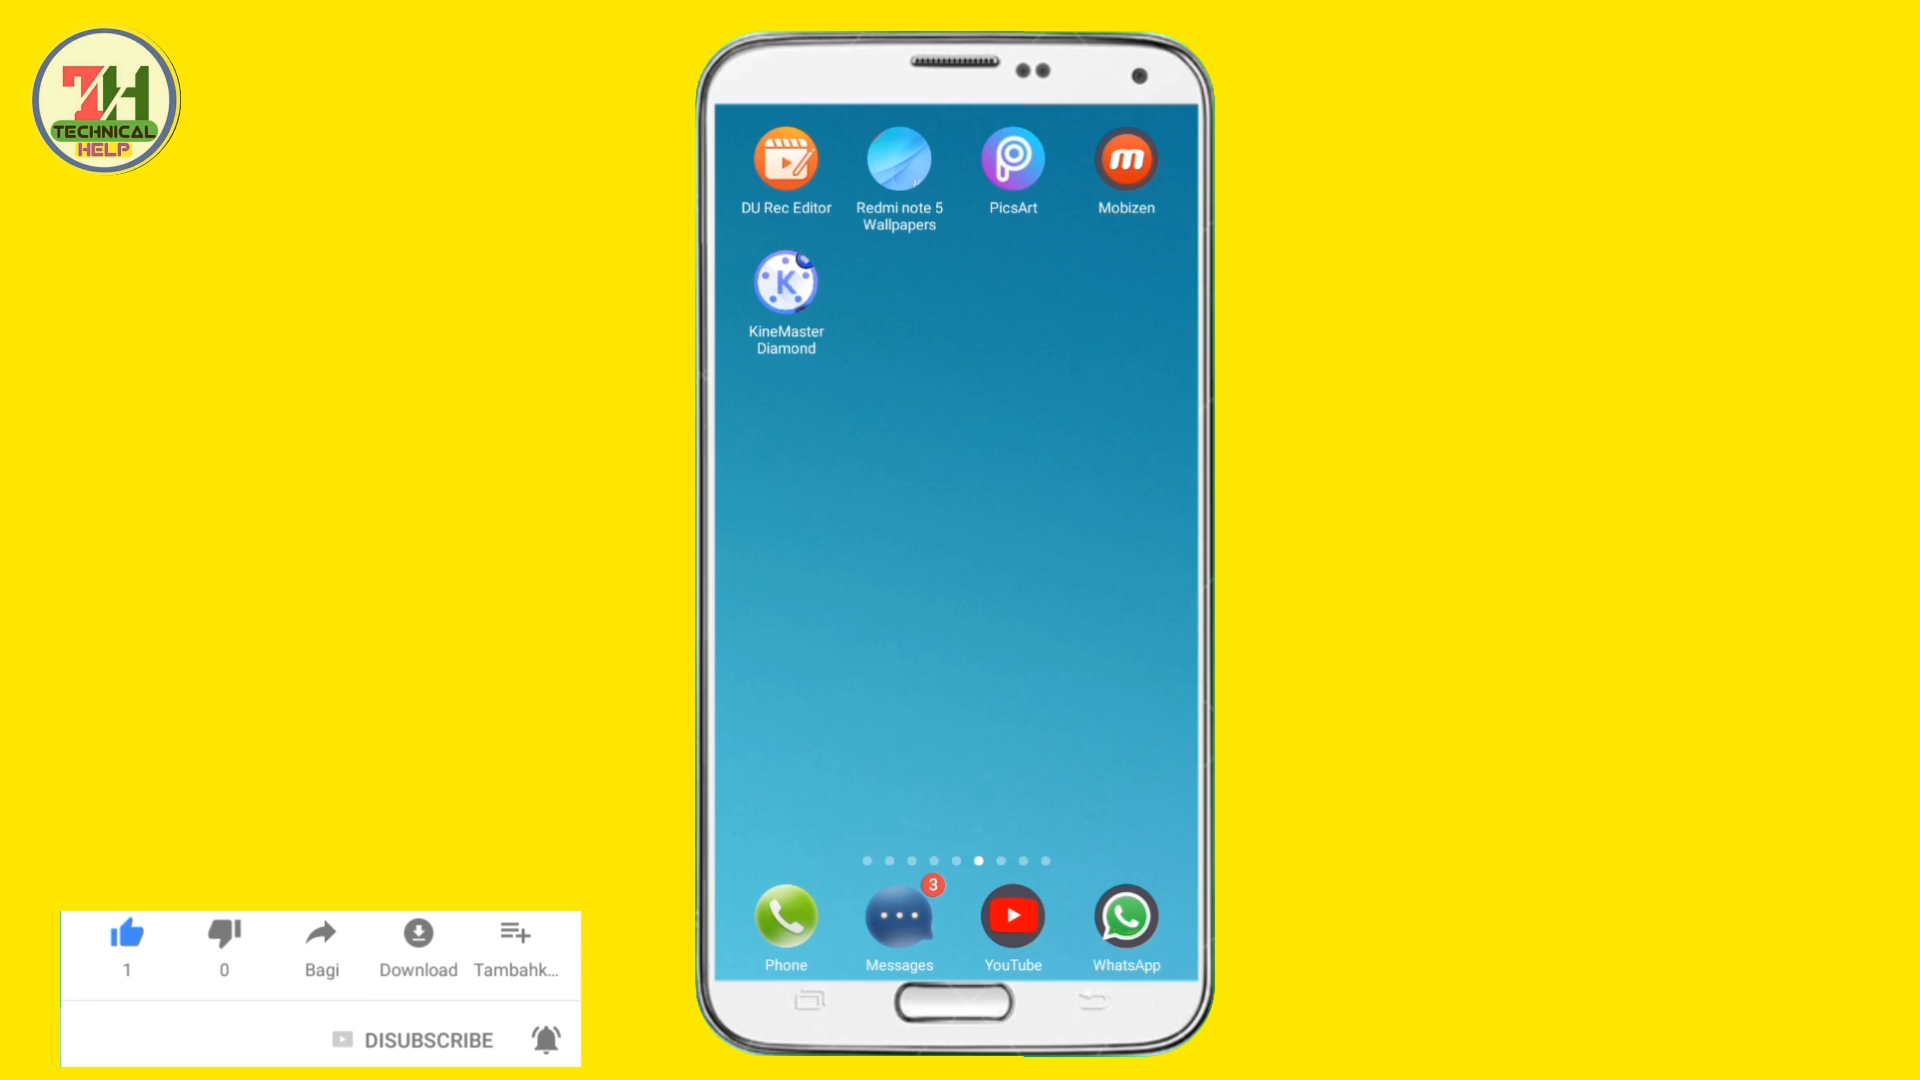 TH
TECHNICAL
HELP
DU Rec Editor
Redmi note 5
Wallpapers
PicsArt
Mobizen
K
KineMaster
Diamond
3
Phone
Messages
YouTube
WhatsApp
1
0
Bagi
Download
Tambahk...
DISUBSCRIBE